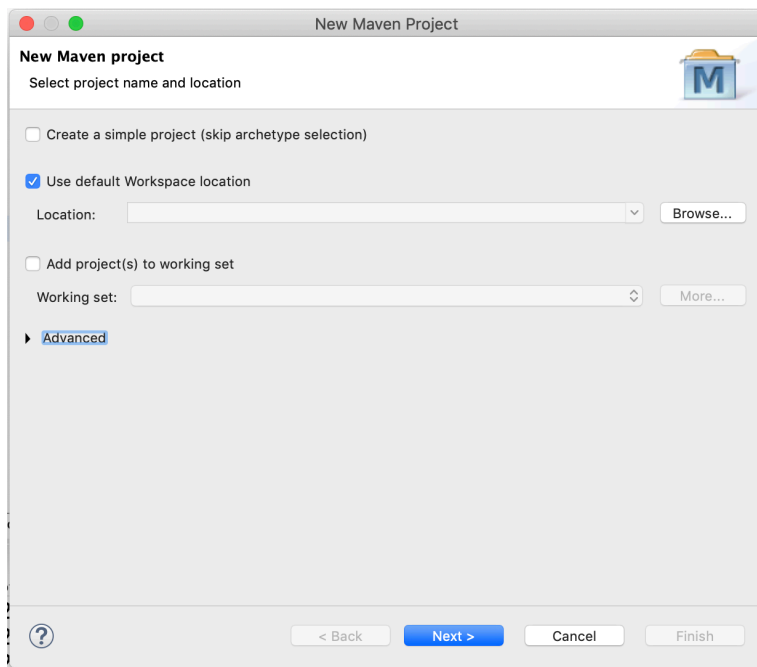 New Maven Project
New Maven project
Select project name and location
M
Create a simple project (skip archetype selection)
Use default Workspace location
Location:
Browse...
Add project(s) to working set
Working set:
More...
Advanced
?
< Back
Next >
Cancel
Finish